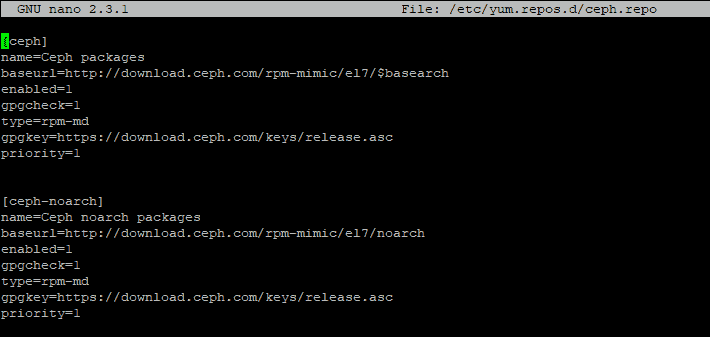 GNU nano 2.3.1 File: /etc/yum.repos.d/ceph.repo
[ceph]
name=Ceph packages
baseurl=http://download.ceph.com/rpm-mimic/el7/$basearch
enabled=1
gpgcheck=1
type=rpm-md
gpgkey=https://download.ceph.com/keys/release.asc
priority=1
[ceph-noarch]
name=Ceph noarch packages
baseurl=http://download.ceph.com/rpm-mimic/el7/noarch
enabled=1
gpgcheck=1
type=rpm-md
gpgkey=https://download.ceph.com/keys/release.asc
priority=1